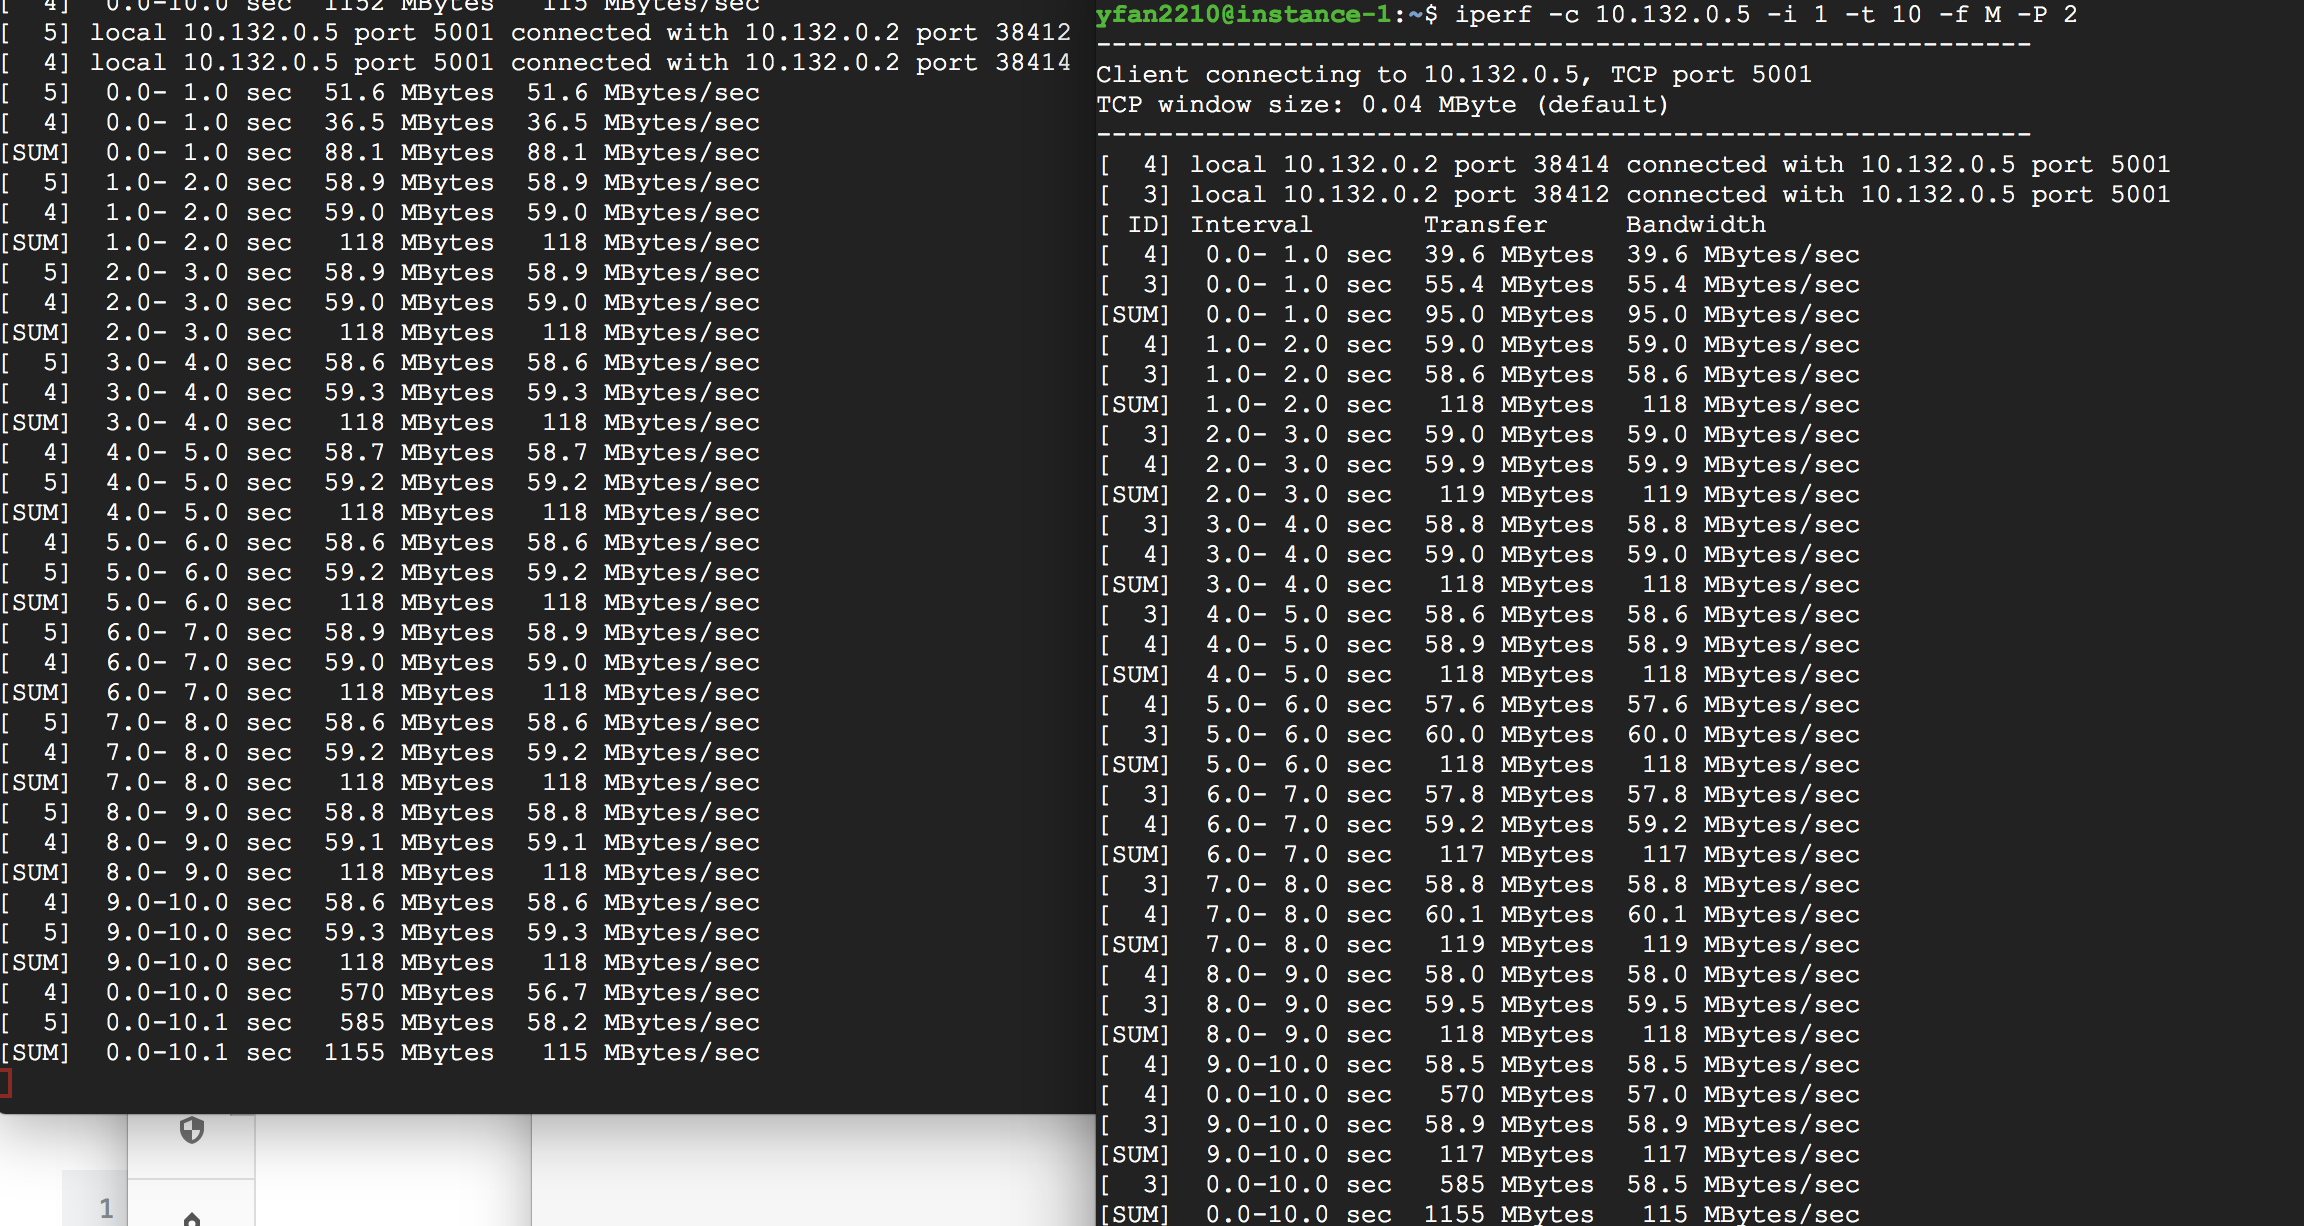 [  4]  0.0-10.0 sec  1152 MBytes   115 MBytes/sec
[  5] local 10.132.0.5 port 5001 connected with 10.132.0.2 port 38412
[  4] local 10.132.0.5 port 5001 connected with 10.132.0.2 port 38414
[  5]  0.0- 1.0 sec  51.6 MBytes  51.6 MBytes/sec
[  4]  0.0- 1.0 sec  36.5 MBytes  36.5 MBytes/sec
[SUM]  0.0- 1.0 sec  88.1 MBytes  88.1 MBytes/sec
[  5]  1.0- 2.0 sec  58.9 MBytes  58.9 MBytes/sec
[  4]  1.0- 2.0 sec  59.0 MBytes  59.0 MBytes/sec
[SUM]  1.0- 2.0 sec   118 MBytes   118 MBytes/sec
[  5]  2.0- 3.0 sec  58.9 MBytes  58.9 MBytes/sec
[  4]  2.0- 3.0 sec  59.0 MBytes  59.0 MBytes/sec
[SUM]  2.0- 3.0 sec   118 MBytes   118 MBytes/sec
[  5]  3.0- 4.0 sec  58.6 MBytes  58.6 MBytes/sec
[  4]  3.0- 4.0 sec  59.3 MBytes  59.3 MBytes/sec
[SUM]  3.0- 4.0 sec   118 MBytes   118 MBytes/sec
[  4]  4.0- 5.0 sec  58.7 MBytes  58.7 MBytes/sec
[  5]  4.0- 5.0 sec  59.2 MBytes  59.2 MBytes/sec
[SUM]  4.0- 5.0 sec   118 MBytes   118 MBytes/sec
[  4]  5.0- 6.0 sec  58.6 MBytes  58.6 MBytes/sec
[  5]  5.0- 6.0 sec  59.2 MBytes  59.2 MBytes/sec
[SUM]  5.0- 6.0 sec   118 MBytes   118 MBytes/sec
[  5]  6.0- 7.0 sec  58.9 MBytes  58.9 MBytes/sec
[  4]  6.0- 7.0 sec  59.0 MBytes  59.0 MBytes/sec
[SUM]  6.0- 7.0 sec   118 MBytes   118 MBytes/sec
[  5]  7.0- 8.0 sec  58.6 MBytes  58.6 MBytes/sec
[  4]  7.0- 8.0 sec  59.2 MBytes  59.2 MBytes/sec
[SUM]  7.0- 8.0 sec   118 MBytes   118 MBytes/sec
[  5]  8.0- 9.0 sec  58.8 MBytes  58.8 MBytes/sec
[  4]  8.0- 9.0 sec  59.1 MBytes  59.1 MBytes/sec
[SUM]  8.0- 9.0 sec   118 MBytes   118 MBytes/sec
[  4]  9.0-10.0 sec  58.6 MBytes  58.6 MBytes/sec
[  5]  9.0-10.0 sec  59.3 MBytes  59.3 MBytes/sec
[SUM]  9.0-10.0 sec   118 MBytes   118 MBytes/sec
[  4]  0.0-10.0 sec   570 MBytes  56.7 MBytes/sec
[  5]  0.0-10.1 sec   585 MBytes  58.2 MBytes/sec
[SUM]  0.0-10.1 sec  1155 MBytes   115 MBytes/sec
1
yfan2210@instance-1:~$ iperf -c 10.132.0.5 -i 1 -t 10 -f M -P 2
------------------------------------------------------------
Client connecting to 10.132.0.5, TCP port 5001
TCP window size: 0.04 MByte (default)
------------------------------------------------------------
[  4] local 10.132.0.2 port 38414 connected with 10.132.0.5 port 5001
[  3] local 10.132.0.2 port 38412 connected with 10.132.0.5 port 5001
[ ID] Interval       Transfer     Bandwidth
[  4]  0.0- 1.0 sec  39.6 MBytes  39.6 MBytes/sec
[  3]  0.0- 1.0 sec  55.4 MBytes  55.4 MBytes/sec
[SUM]  0.0- 1.0 sec  95.0 MBytes  95.0 MBytes/sec
[  4]  1.0- 2.0 sec  59.0 MBytes  59.0 MBytes/sec
[  3]  1.0- 2.0 sec  58.6 MBytes  58.6 MBytes/sec
[SUM]  1.0- 2.0 sec   118 MBytes   118 MBytes/sec
[  3]  2.0- 3.0 sec  59.0 MBytes  59.0 MBytes/sec
[  4]  2.0- 3.0 sec  59.9 MBytes  59.9 MBytes/sec
[SUM]  2.0- 3.0 sec   119 MBytes   119 MBytes/sec
[  3]  3.0- 4.0 sec  58.8 MBytes  58.8 MBytes/sec
[  4]  3.0- 4.0 sec  59.0 MBytes  59.0 MBytes/sec
[SUM]  3.0- 4.0 sec   118 MBytes   118 MBytes/sec
[  3]  4.0- 5.0 sec  58.6 MBytes  58.6 MBytes/sec
[  4]  4.0- 5.0 sec  58.9 MBytes  58.9 MBytes/sec
[SUM]  4.0- 5.0 sec   118 MBytes   118 MBytes/sec
[  4]  5.0- 6.0 sec  57.6 MBytes  57.6 MBytes/sec
[  3]  5.0- 6.0 sec  60.0 MBytes  60.0 MBytes/sec
[SUM]  5.0- 6.0 sec   118 MBytes   118 MBytes/sec
[  3]  6.0- 7.0 sec  57.8 MBytes  57.8 MBytes/sec
[  4]  6.0- 7.0 sec  59.2 MBytes  59.2 MBytes/sec
[SUM]  6.0- 7.0 sec   117 MBytes   117 MBytes/sec
[  3]  7.0- 8.0 sec  58.8 MBytes  58.8 MBytes/sec
[  4]  7.0- 8.0 sec  60.1 MBytes  60.1 MBytes/sec
[SUM]  7.0- 8.0 sec   119 MBytes   119 MBytes/sec
[  4]  8.0- 9.0 sec  58.0 MBytes  58.0 MBytes/sec
[  3]  8.0- 9.0 sec  59.5 MBytes  59.5 MBytes/sec
[SUM]  8.0- 9.0 sec   118 MBytes   118 MBytes/sec
[  4]  9.0-10.0 sec  58.5 MBytes  58.5 MBytes/sec
[  4]  0.0-10.0 sec   570 MBytes  57.0 MBytes/sec
[  3]  9.0-10.0 sec  58.9 MBytes  58.9 MBytes/sec
[SUM]  9.0-10.0 sec   117 MBytes   117 MBytes/sec
[  3]  0.0-10.0 sec   585 MBytes  58.5 MBytes/sec
[SUM]  0.0-10.0 sec  1155 MBytes   115 MBytes/sec